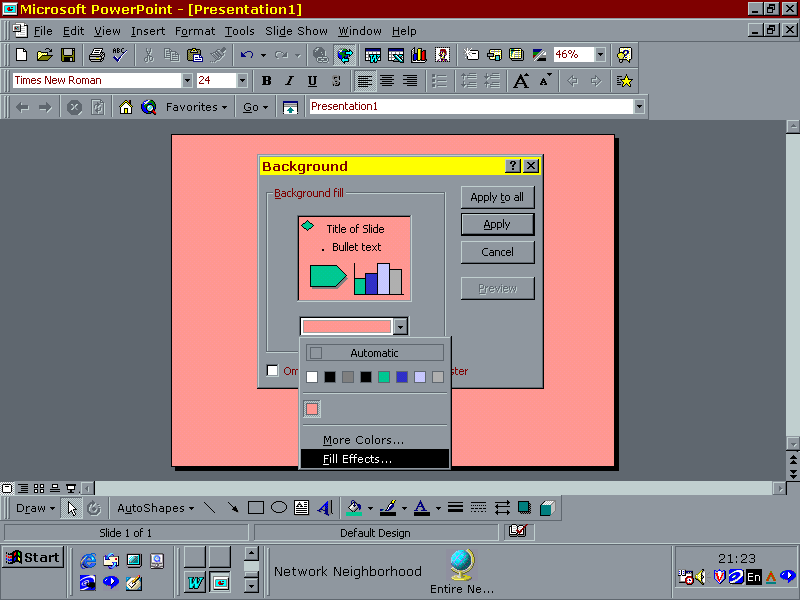 Microsoft PowerPoint - [Presentation1]
File Edit View Insert Format Tools Slide Show Window Help
ABC 46%
Times New Roman 24 B I U S A A
Favorites Go Presentation1
Background
Background fill
Title of Slide
. Bullet text
Apply to all
Apply
Cancel
Preview
Automatic
Om ster
More Colors...
Fill Effects...
Draw AutoShapes A A
Slide 1 of 1 Default Design
Start
W
Network Neighborhood
Entire Ne...
21:23
En